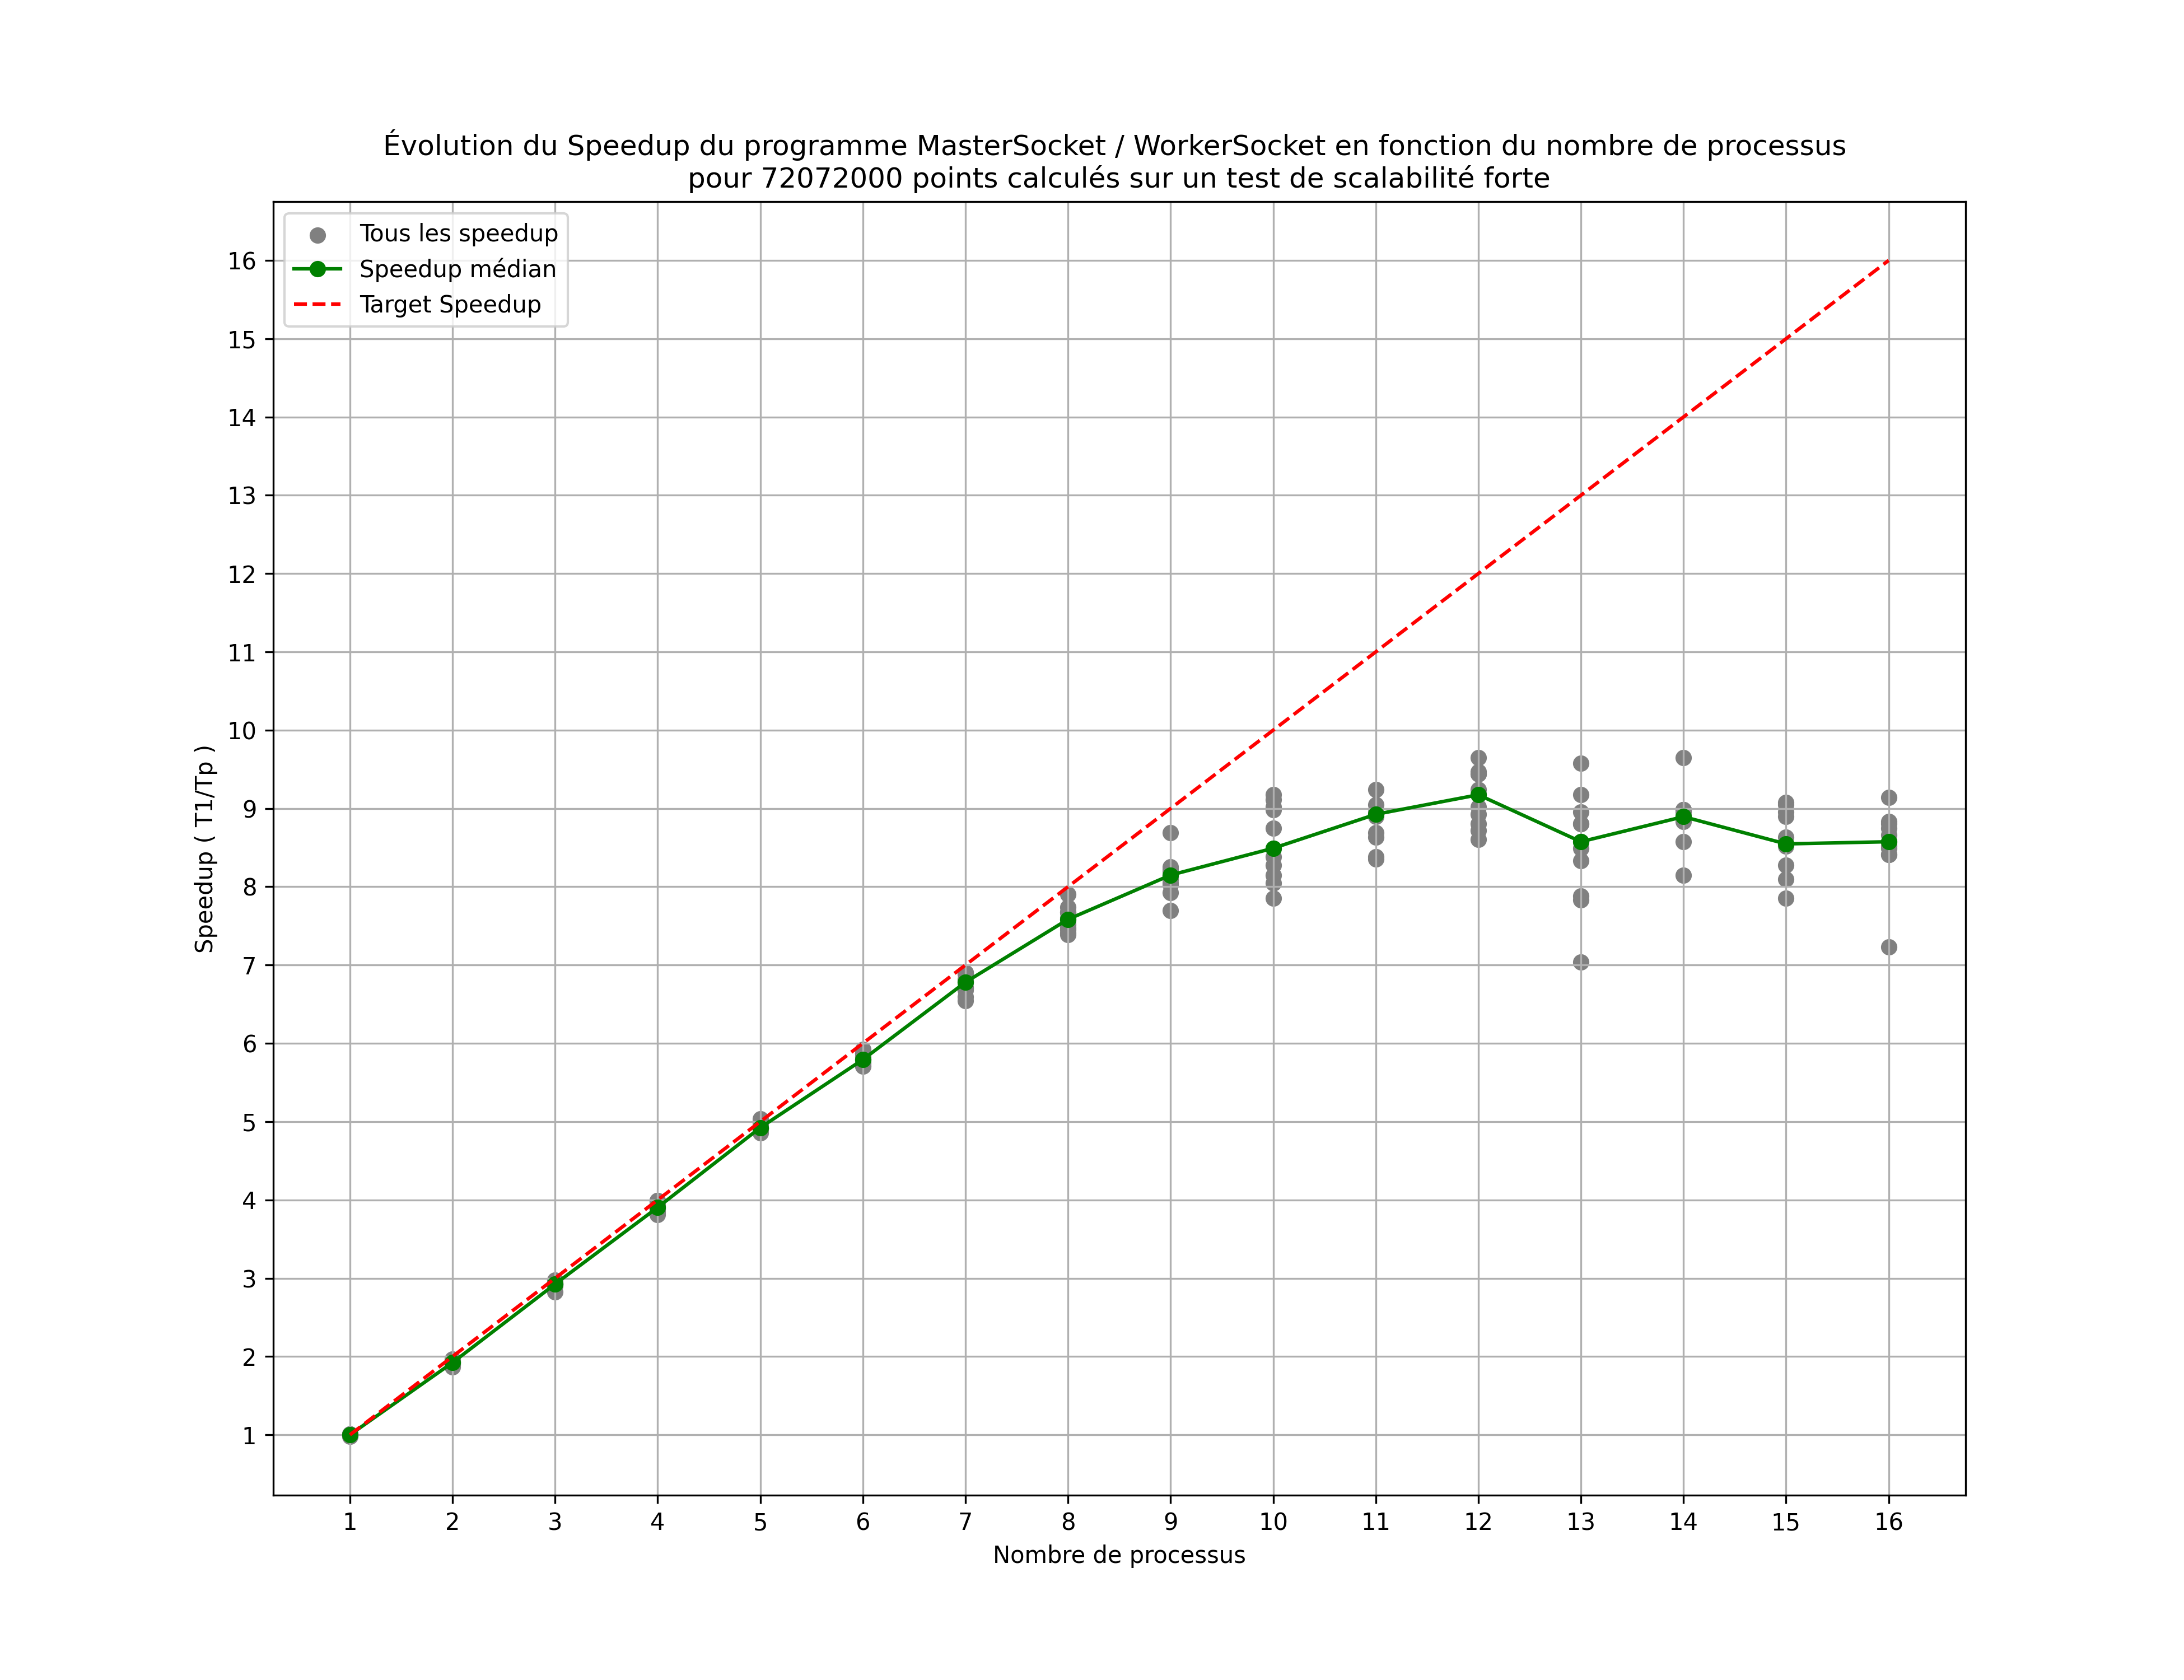 Évolution du Speedup du programme MasterSocket / WorkerSocket en fonction du nombre de processus
pour 72072000 points calculés sur un test de scalabilité forte
Tous les speedup
Speedup médian
Target Speedup
16
15
14
13
12
11
10
9
8
7
6
5
4
3
2
1
Speedup ( T1/Tp )
1 2 3 4 5 6 7 8 9 10 11 12 13 14 15 16
Nombre de processus